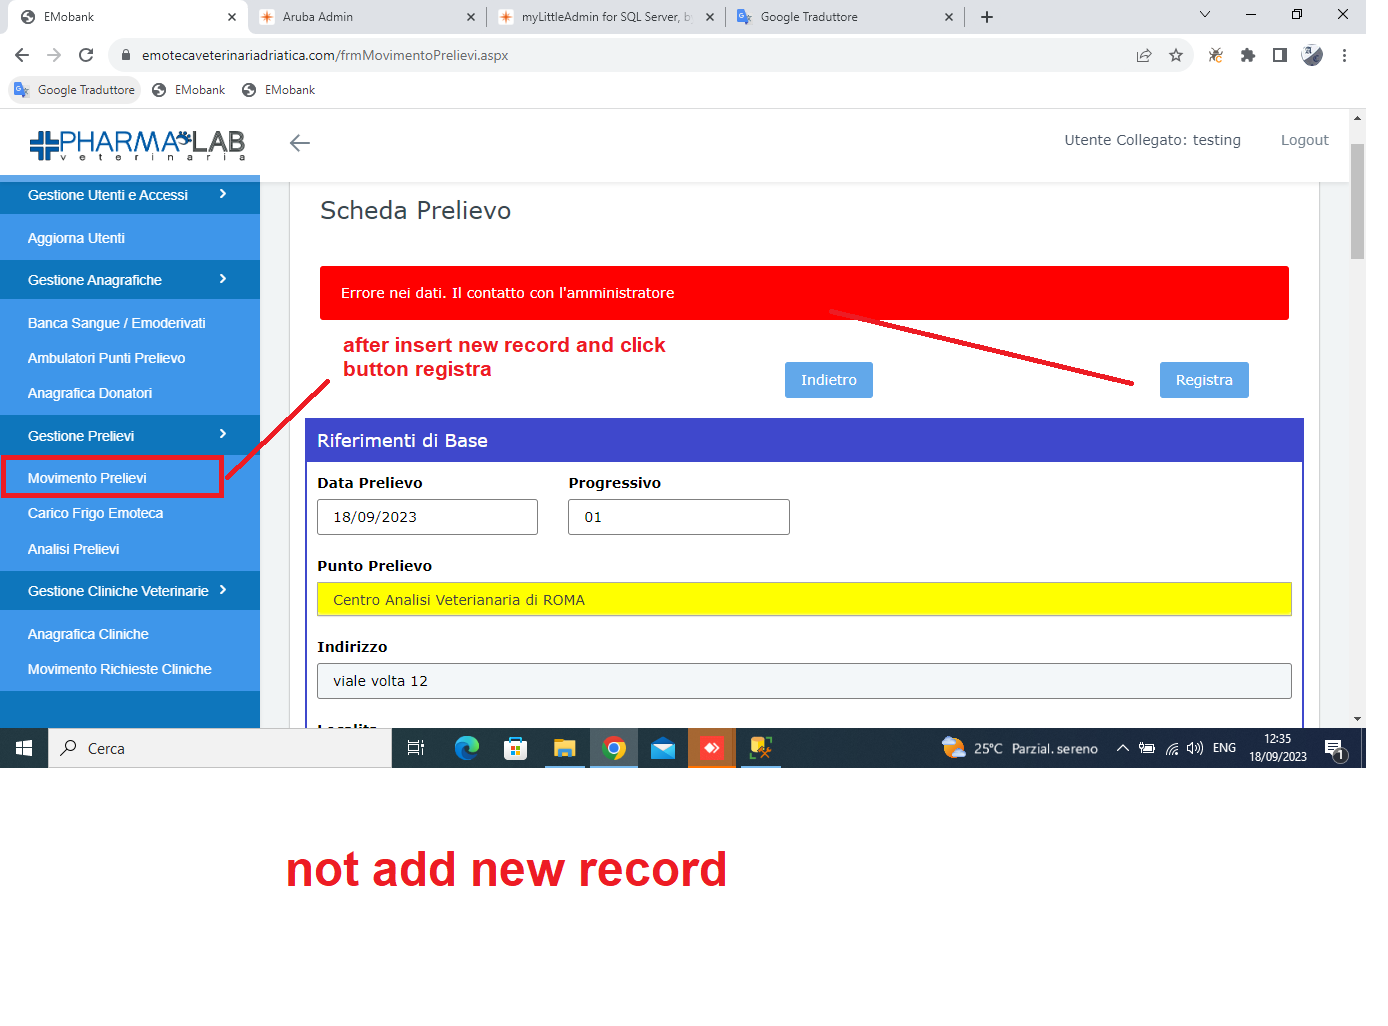 EMobank
Aruba Admin
myLittleAdmin for SQL Server, b
Google Traduttore
emotecaveterinariadriatica.com/frmMovimentoPrelievi.aspx
Google Traduttore
EMobank
EMobank
PHARMALAB
veterinaria
Utente Collegato: testing
Logout
Gestione Utenti e Accessi
Aggiorna Utenti
Gestione Anagrafiche
Banca Sangue / Emoderivati
Ambulatori Punti Prelievo
Anagrafica Donatori
Gestione Prelievi
Movimento Prelievi
Carico Frigo Emoteca
Analisi Prelievi
Gestione Cliniche Veterinarie
Anagrafica Cliniche
Movimento Richieste Cliniche
Scheda Prelievo
Errore nei dati. Il contatto con l'amministratore
after insert new record and click
button registra
Indietro
Registra
Riferimenti di Base
Data Prelievo
Progressivo
18/09/2023
01
Punto Prelievo
Centro Analisi Veterianaria di ROMA
Indirizzo
viale volta 12
Cerca
25°C Parzial. sereno
ENG
12:35
18/09/2023
1
not add new record